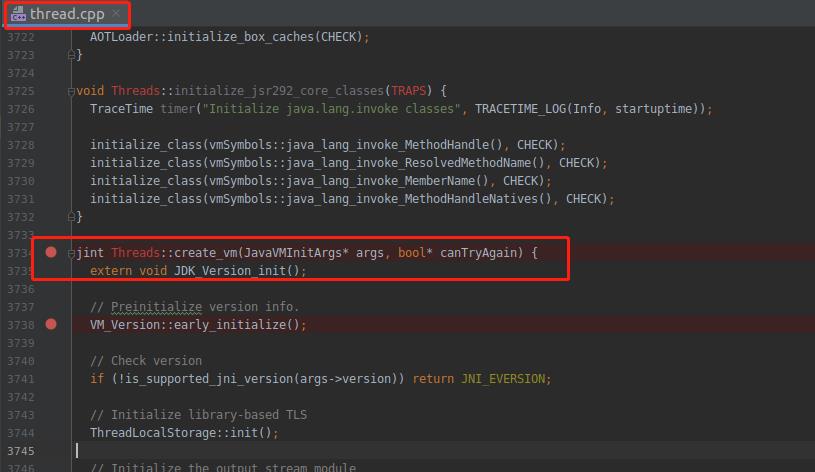 thread.cpp
3722 AOTLoader::initialize_box_caches(CHECK);
3723 }
3724
3725 void Threads::initialize_jsr292_core_classes(TRAPS) {
3726 TraceTime timer("Initialize java.lang.invoke classes", TRACETIME_LOG(Info, startuptime));
3727
3728 initialize_class(vmSymbols::java_lang_invoke_MethodHandle(), CHECK);
3729 initialize_class(vmSymbols::java_lang_invoke_ResolvedMethodName(), CHECK);
3730 initialize_class(vmSymbols::java_lang_invoke_MemberName(), CHECK);
3731 initialize_class(vmSymbols::java_lang_invoke_MethodHandleNatives(), CHECK);
3732 }
3733
3734 jint Threads::create_vm(JavaVMInitArgs* args, bool* canTryAgain) {
3735 extern void JDK_Version_init();
3736
3737 // Preinitialize version info.
3738 VM_Version::early_initialize();
3739
3740 // Check version
3741 if (!is_supported_jni_version(args->version)) return JNI_EVERSION;
3742
3743 // Initialize library-based TLS
3744 ThreadLocalStorage::init();
3745
3746 // Initialize the output stream module